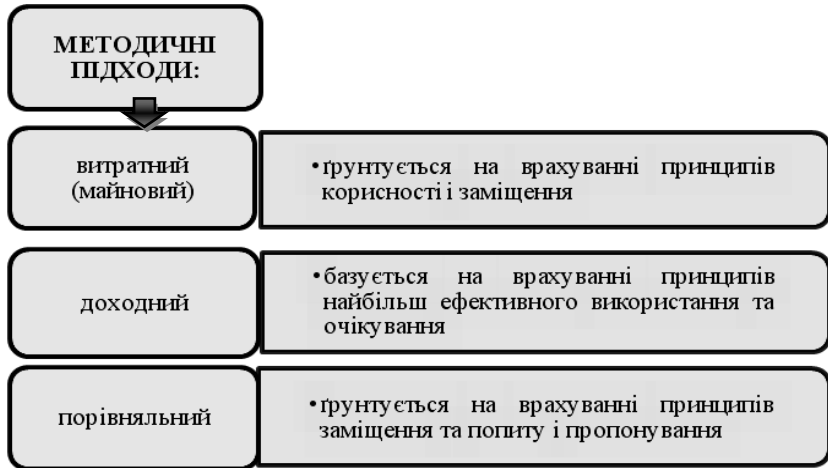 МЕТОДИЧНІ
ПІДХОДИ:
витратний
(майновий)
•ґрунтується на врахуванні принципів
корисності і заміщення
доходний
•базується на врахуванні принципів
найбільш ефективного використання та
очікування
порівняльний
•ґрунтується на врахуванні принципів
заміщення та попиту і пропонування